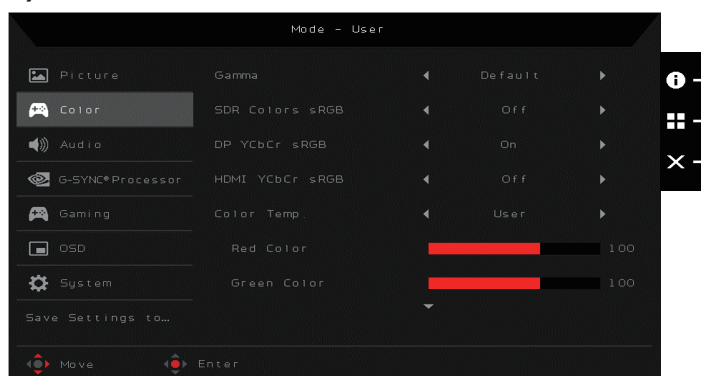 Mode - User
Picture
Gamma Default
Color
SDR Colors sRGB Off
Audio
DP YCbCr sRGB On
G-SYNC® Processor
HDMI YCbCr sRGB Off
Gaming
Color Temp. User
OSD
Red Color 100
System
Green Color 100
Save Settings to…
Move Enter